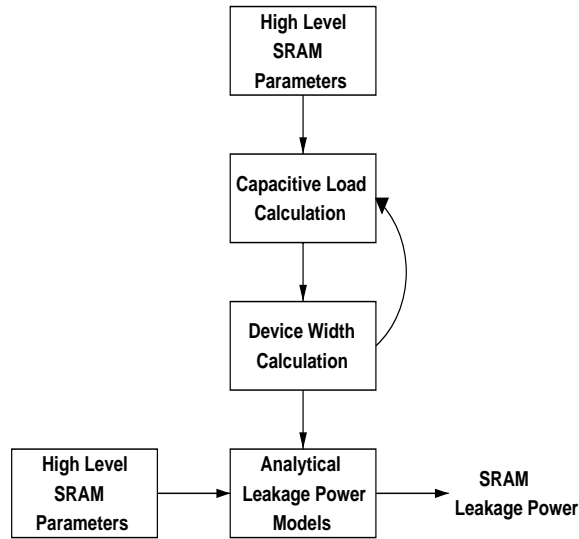 High Level
SRAM
Parameters
Capacitive Load
Calculation
Device Width
Calculation
High Level
SRAM
Parameters
Analytical
Leakage Power
Models
SRAM
Leakage Power